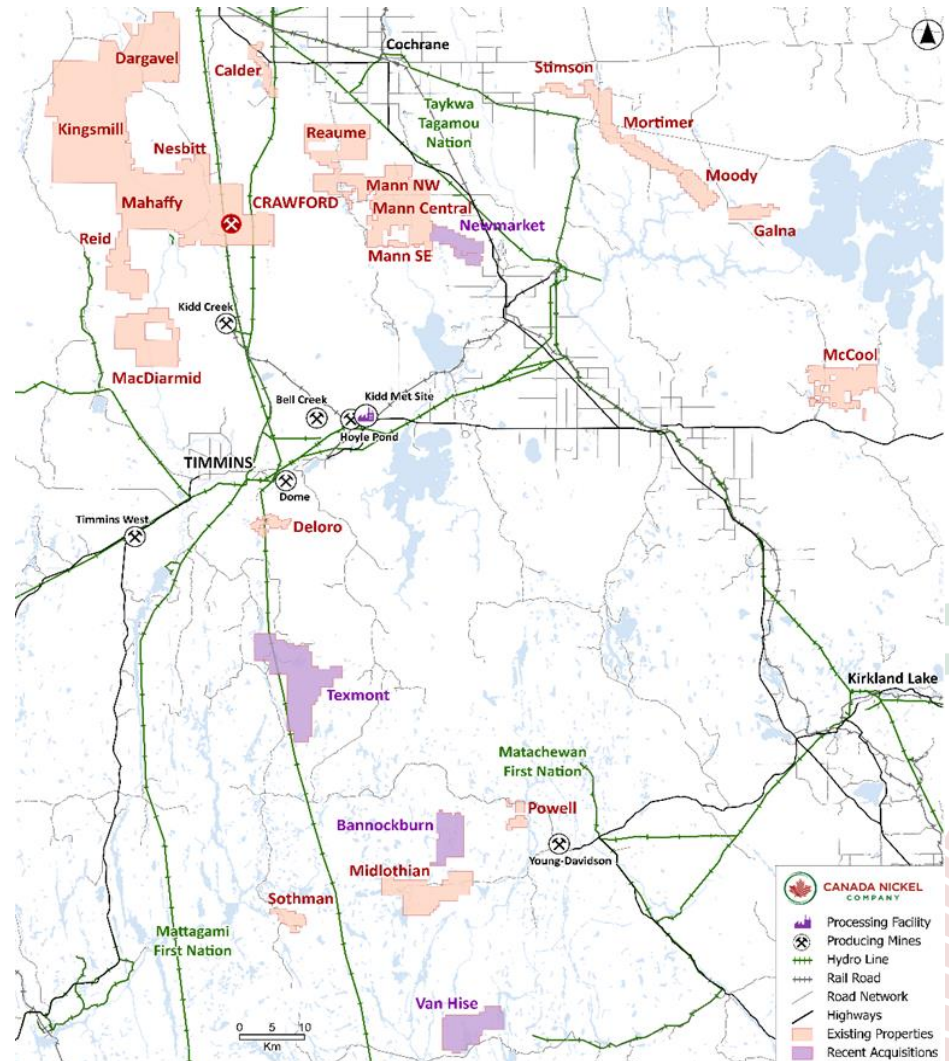 Dargavel
Cochrane
Calder
Stimson
Taykwa
Tagamou
Nation
Kingsmill
Reaume
Mortimer
Nesbitt
Mann NW
Moody
Mahaffy
CRAWFORD
Mann Central
Newmarket
Galna
Reid
Mann SE
Kidd Creek
McCool
MacDiarmid
Bell Creek
Kidd Met Site
Hoyle Pond
TIMMINS
Dome
Timmins West
Deloro
Kirkland Lake
Texmont
Matachewan
First Nation
Powell
Bannockburn
Young-Davidson
Midlothian
Sothman
Mattagami
First Nation
Van Hise
0 5 10
Km
CANADA NICKEL
COMPANY
Processing Facility
Producing Mines
Hydro Line
Rail Road
Road Network
Highways
Existing Properties
Recent Acquisitions